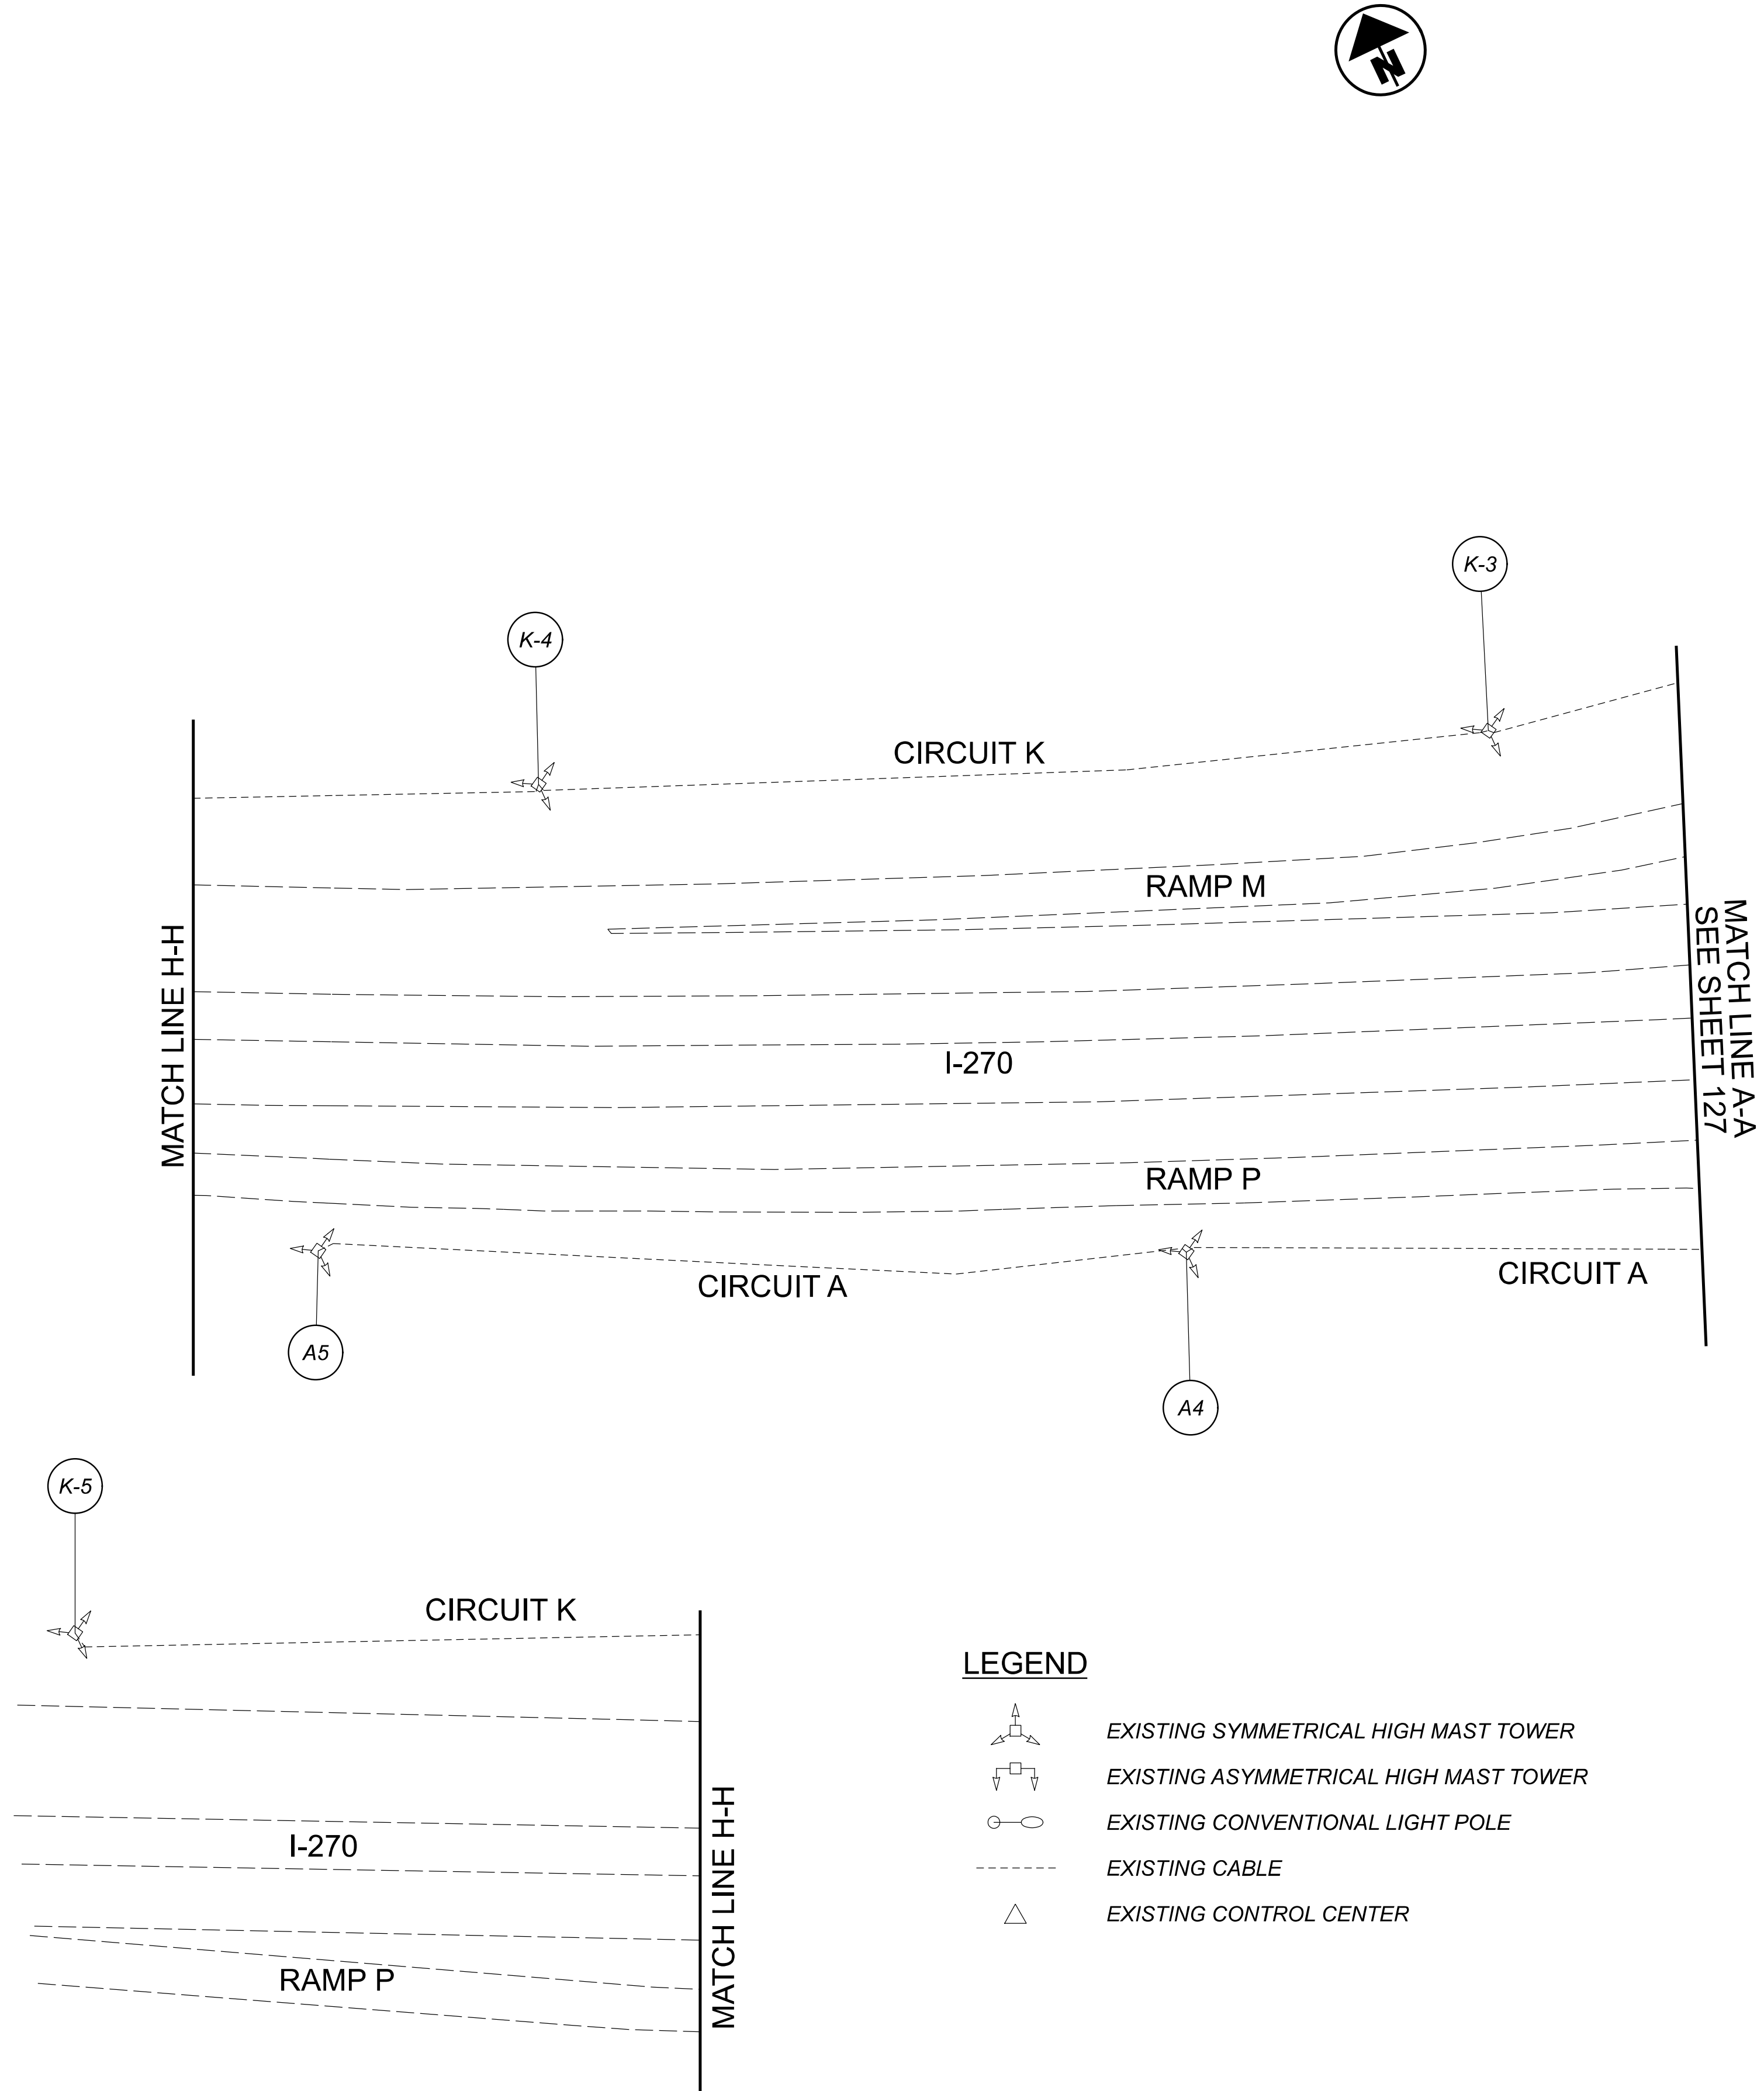 N
K-3
K-4
CIRCUIT K
RAMP M
MATCH LINE H-H
MATCH LINE A-A
SEE SHEET 127
I-270
RAMP P
CIRCUIT A
CIRCUIT A
A5
A4
K-5
CIRCUIT K
I-270
RAMP P
MATCH LINE H-H
LEGEND
EXISTING SYMMETRICAL HIGH MAST TOWER
EXISTING ASYMMETRICAL HIGH MAST TOWER
EXISTING CONVENTIONAL LIGHT POLE
EXISTING CABLE
EXISTING CONTROL CENTER